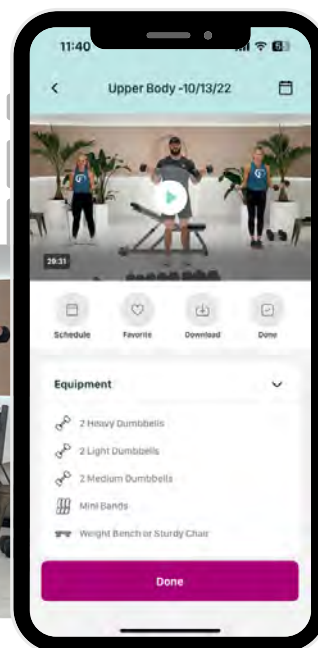 11:40
Upper Body -10/13/22
28:31
Schedule Favorite Download Done
Equipment
2 Heavy Dumbbells
2 Light Dumbbells
2 Medium Dumbbells
Mini Bands
Weight Bench or Sturdy Chair
Done